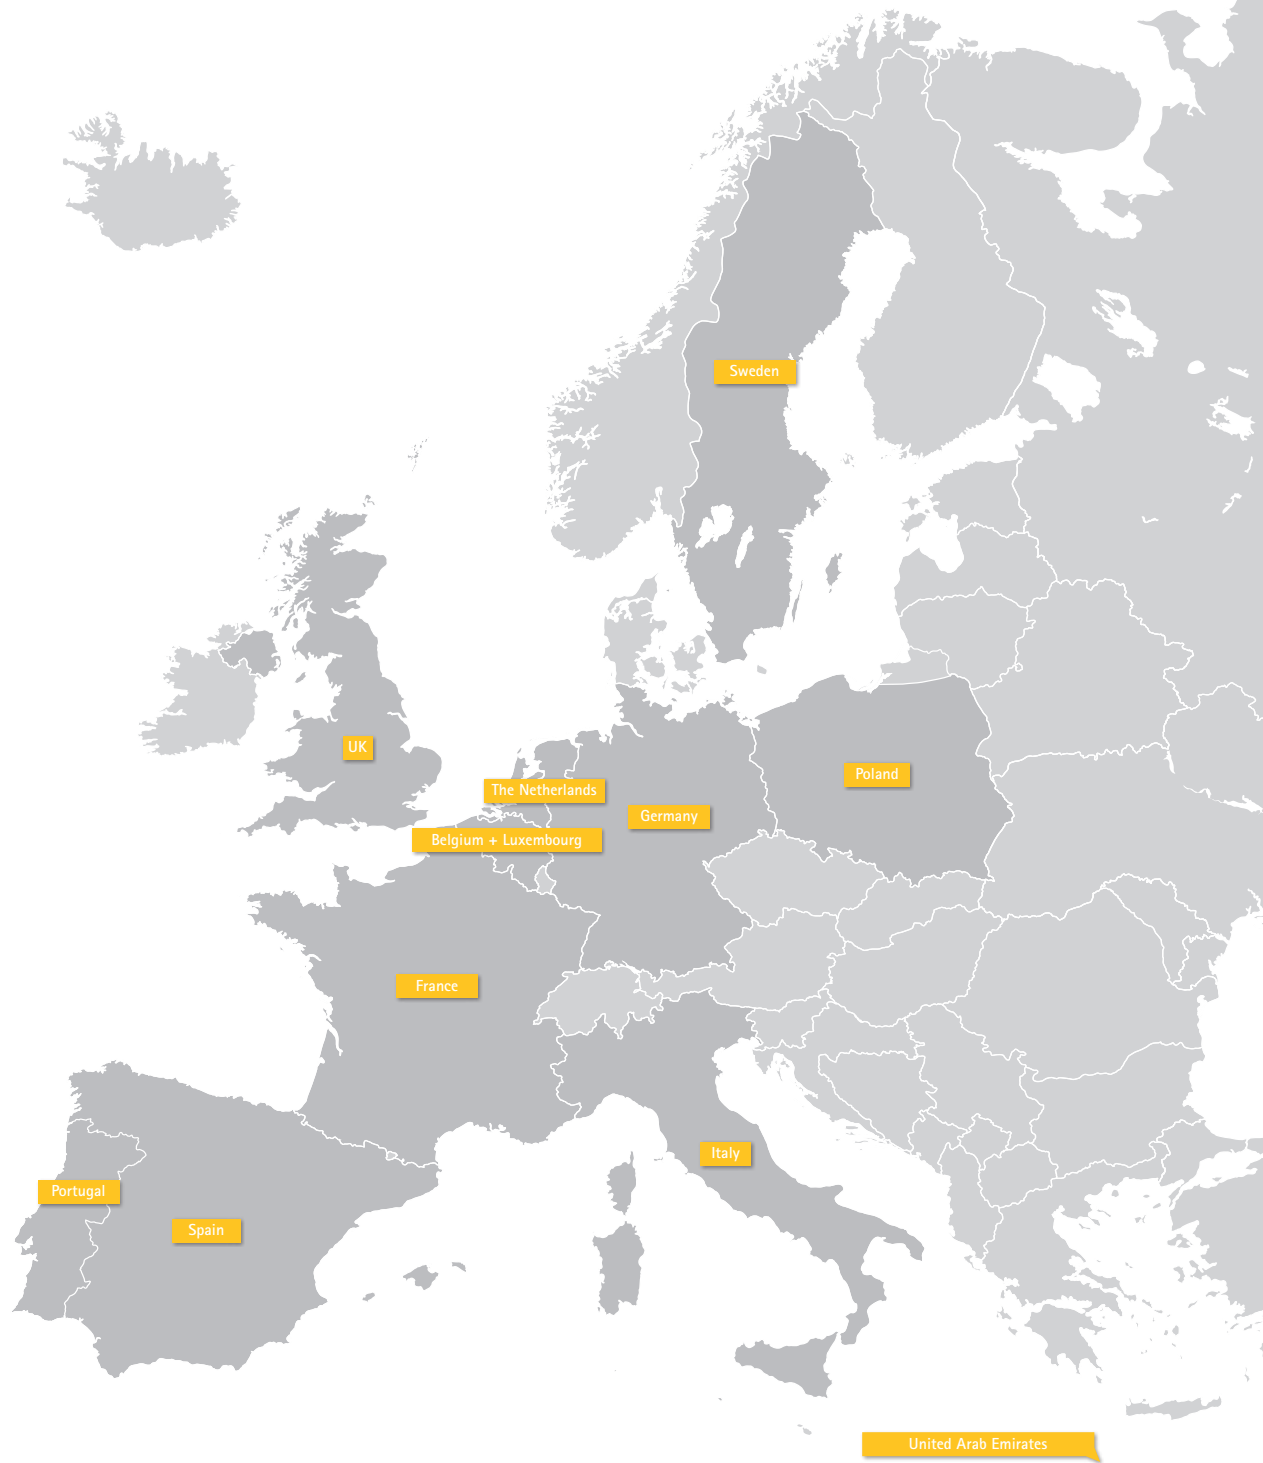 Sweden
UK
Poland
The Netherlands
Germany
Belgium + Luxembourg
France
Italy
Portugal
Spain
United Arab Emirates